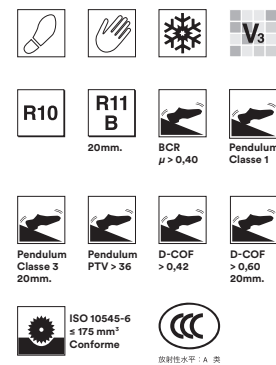 V3
R10
R11
B
20mm.
BCR
μ > 0,40
Pendulum
Classe 1
Pendulum
Classe 3
20mm.
Pendulum
PTV > 36
D-COF
> 0,42
D-COF
> 0,60
20mm.
ISO 10545-6
≤ 175 mm³
Conforme
CCC
放射性水平：A 类